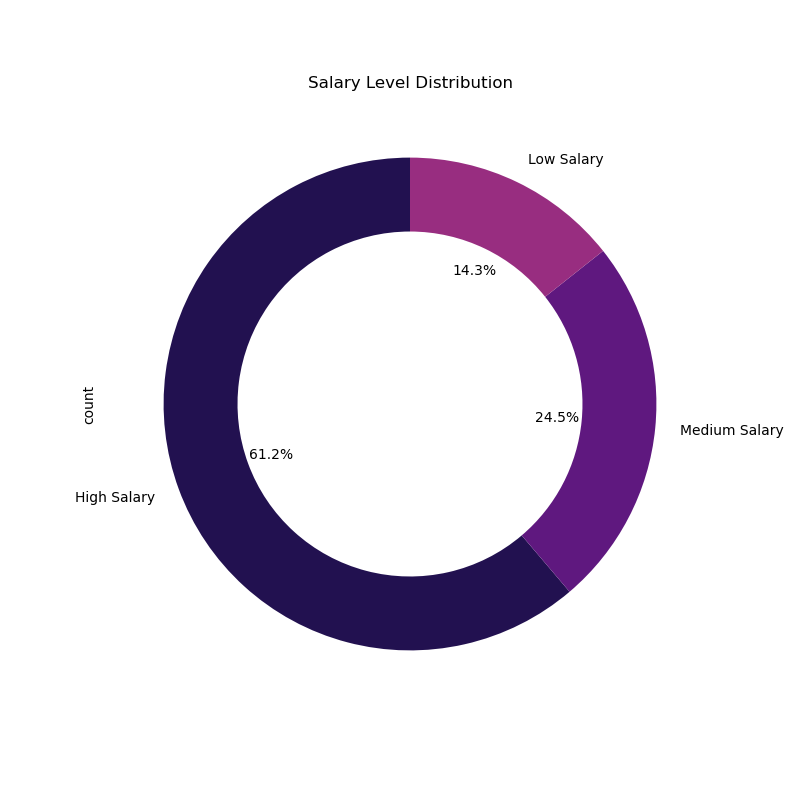 Salary Level Distribution
Low Salary
14.3%
24.5%
Medium Salary
count
61.2%
High Salary